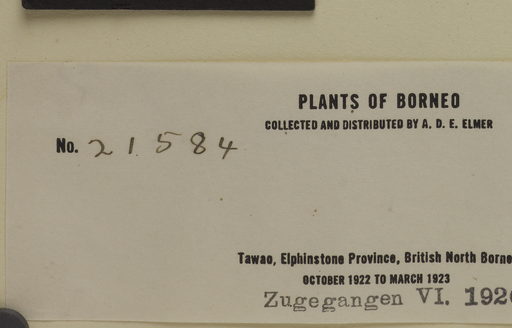 PLANTS OF BORNEO
COLLECTED AND DISTRIBUTED BY A. D. E. ELMER
No. 21584
Tawao, Elphinstone Province, British North Borne
OCTOBER 1922 TO MARCH 1923
Zugegangen VI. 192